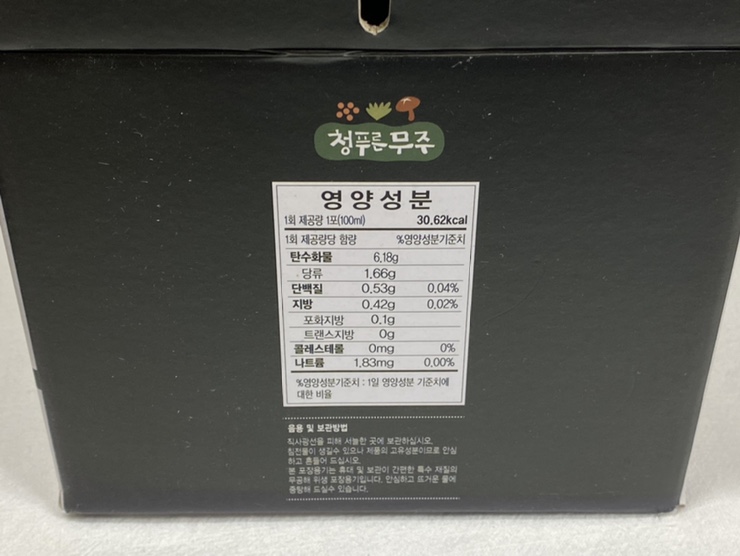 청푸른무주
영양성분
1회 제공량 1포(100ml) 30.62kcal
1회 제공량당 함량 %영양성분기준치
탄수화물 6.18g
당류 1.66g
단백질 0.53g 0.04%
지방 0.42g 0.02%
포화지방 0.1g
트랜스지방 0g
콜레스테롤 0mg 0%
나트륨 1.83mg 0.00%
%영양성분기준치 : 1일 영양성분 기준치에
대한 비율
음용 및 보관방법
직사광선을 피해 서늘한 곳에 보관하십시오.
침전물이 생길수 있으나 제품의 고유성분이므로 안심
하고 흔들어 드십시오.
본 포장용기는 휴대 및 보관이 간편한 특수 재질의
무공해 위생 포장용기입니다. 안심하고 뜨거운 물에
중탕해 드실수 있습니다.